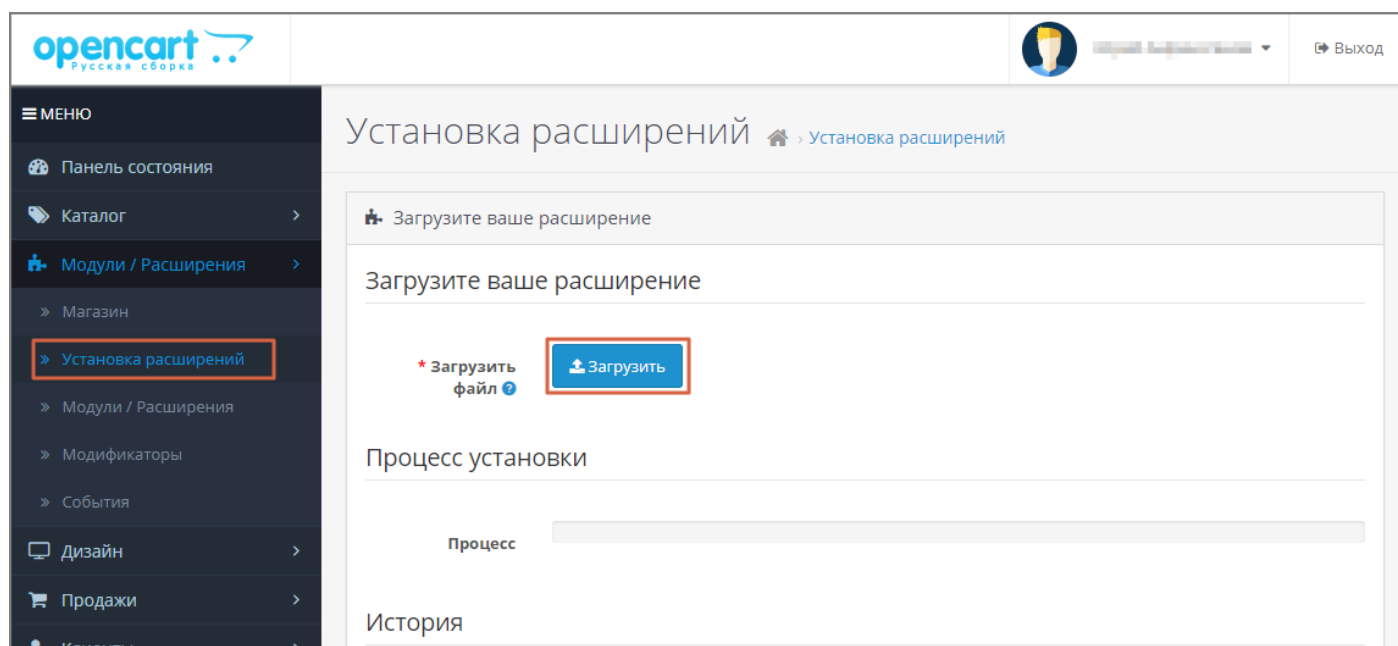 opencart
Русская сборка
Выход
МЕНЮ
Панель состояния
Каталог
Модули / Расширения
Магазин
Установка расширений
Модули / Расширения
Модификаторы
События
Дизайн
Продажи
Установка расширений
› Установка расширений
Загрузите ваше расширение
Загрузите ваше расширение
* Загрузить
файл ?
Загрузить
Процесс установки
Процесс
История